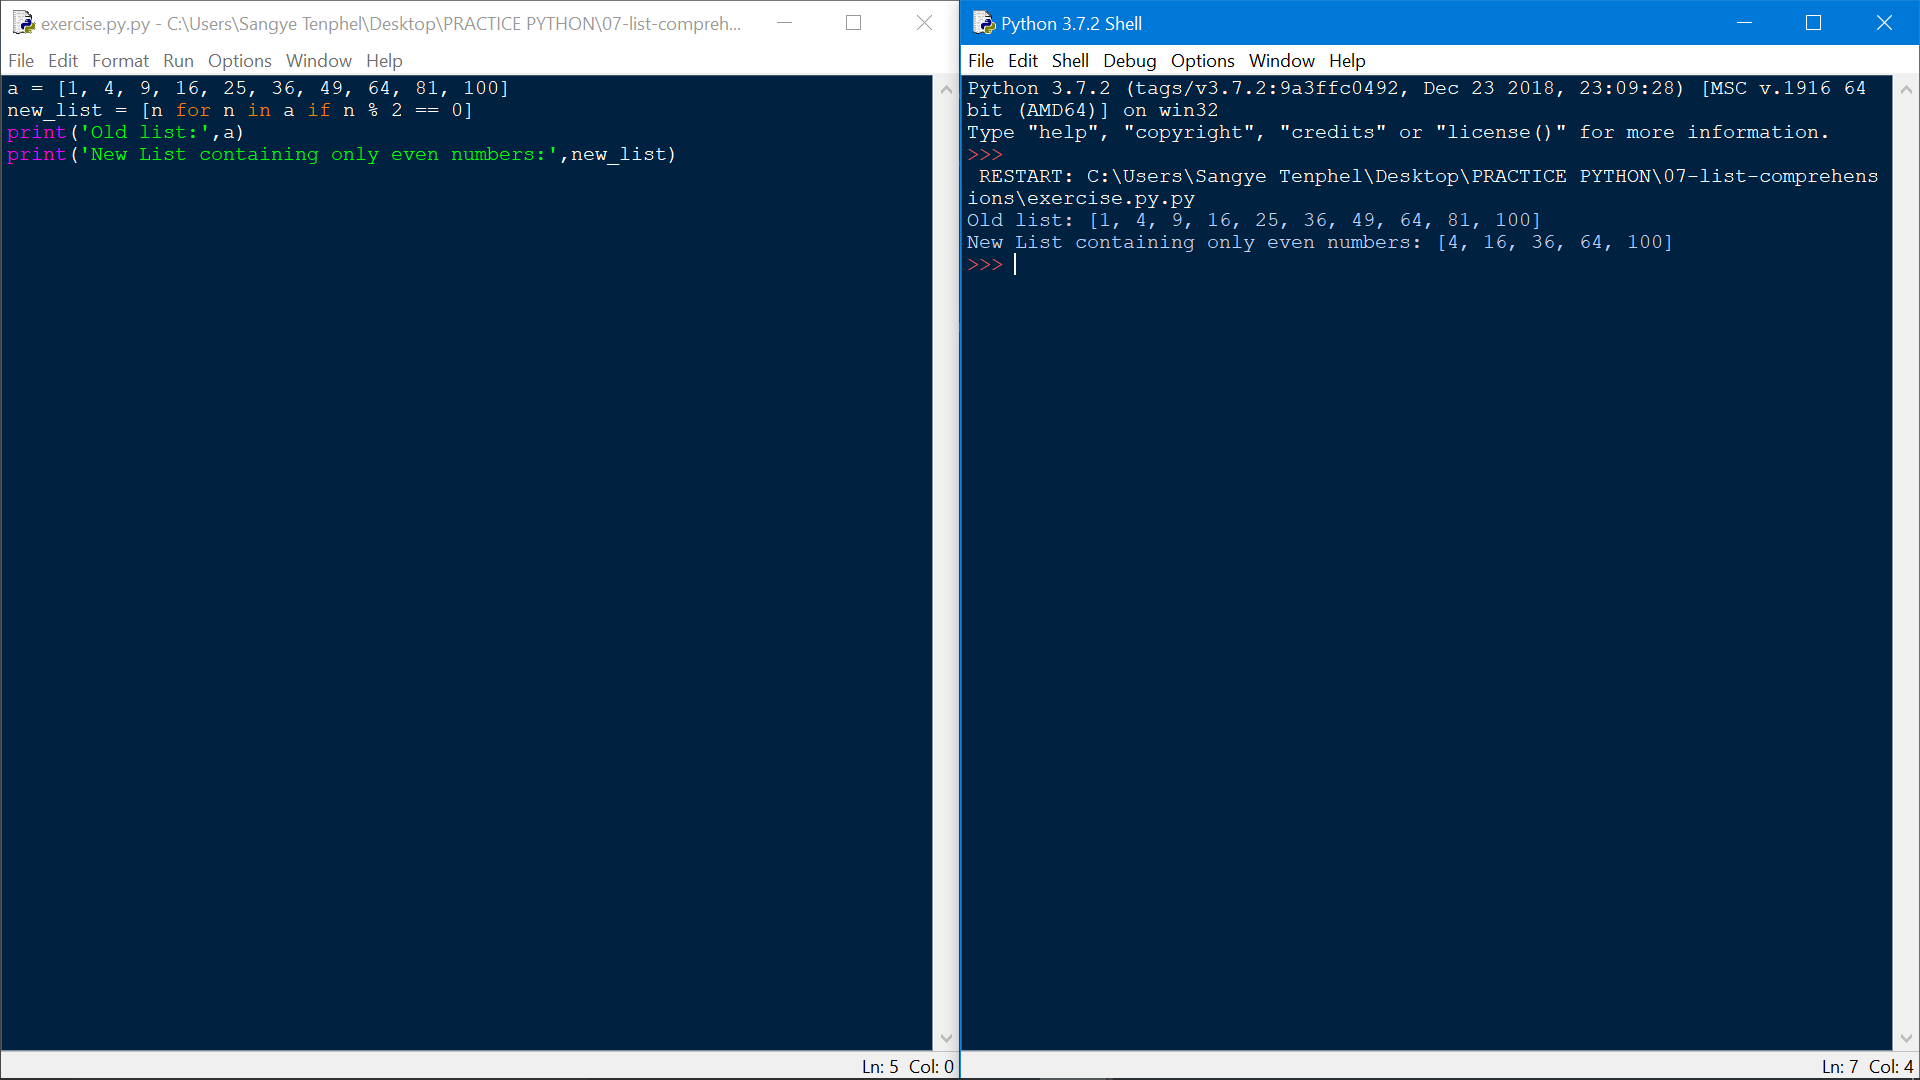 exercise.py.py - C:\Users\Sangye Tenphel\Desktop\PRACTICE PYTHON\07-list-compreh...
File Edit Format Run Options Window Help
a = [1, 4, 9, 16, 25, 36, 49, 64, 81, 100]
new_list = [n for n in a if n % 2 == 0]
print('Old list:',a)
print('New List containing only even numbers:',new_list)
Ln: 5 Col: 0
Python 3.7.2 Shell
File Edit Shell Debug Options Window Help
Python 3.7.2 (tags/v3.7.2:9a3ffc0492, Dec 23 2018, 23:09:28) [MSC v.1916 64
bit (AMD64)] on win32
Type "help", "copyright", "credits" or "license()" for more information.
>>>
RESTART: C:\Users\Sangye Tenphel\Desktop\PRACTICE PYTHON\07-list-comprehens
ions\exercise.py.py
Old list: [1, 4, 9, 16, 25, 36, 49, 64, 81, 100]
New List containing only even numbers: [4, 16, 36, 64, 100]
>>>
Ln: 7 Col: 4